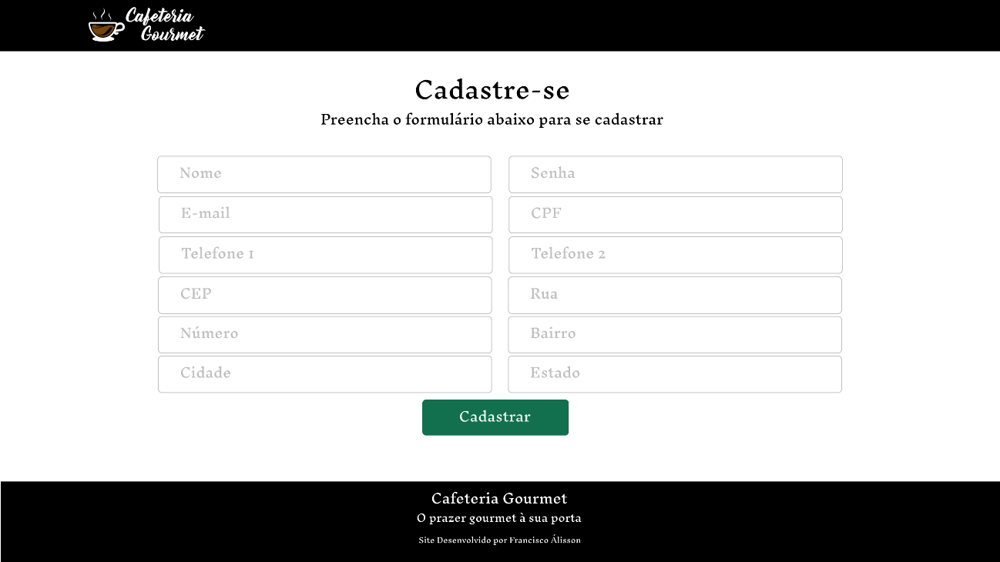 Cafeteria
Gourmet
Cadastre-se
Preencha o formulário abaixo para se cadastrar
Nome
Senha
E-mail
CPF
Telefone 1
Telefone 2
CEP
Rua
Número
Bairro
Cidade
Estado
Cadastrar
Cafeteria Gourmet
O prazer gourmet à sua porta
Site Desenvolvido por Francisco Álisson